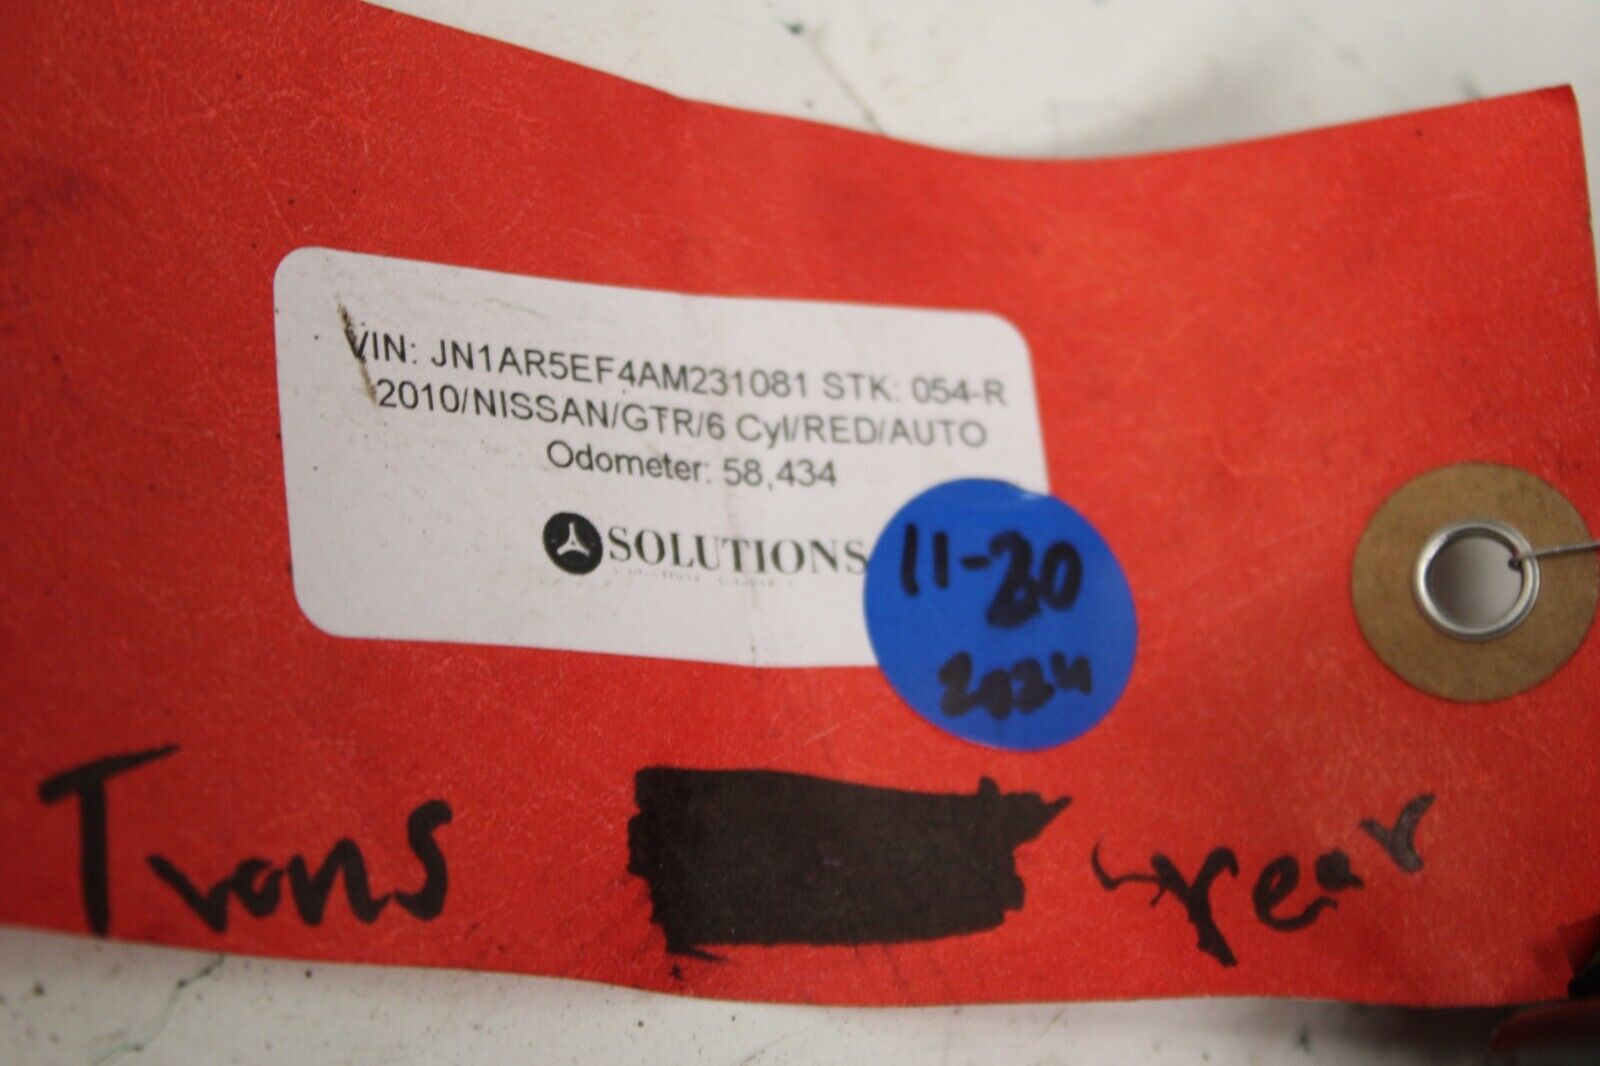 VIN: JN1AR5EF4AM231081 STK: 054-R
2010/NISSAN/GTR/6 Cyl/RED/AUTO
Odometer: 58,434
SOLUTIONS
11-20
2024
Trans rear